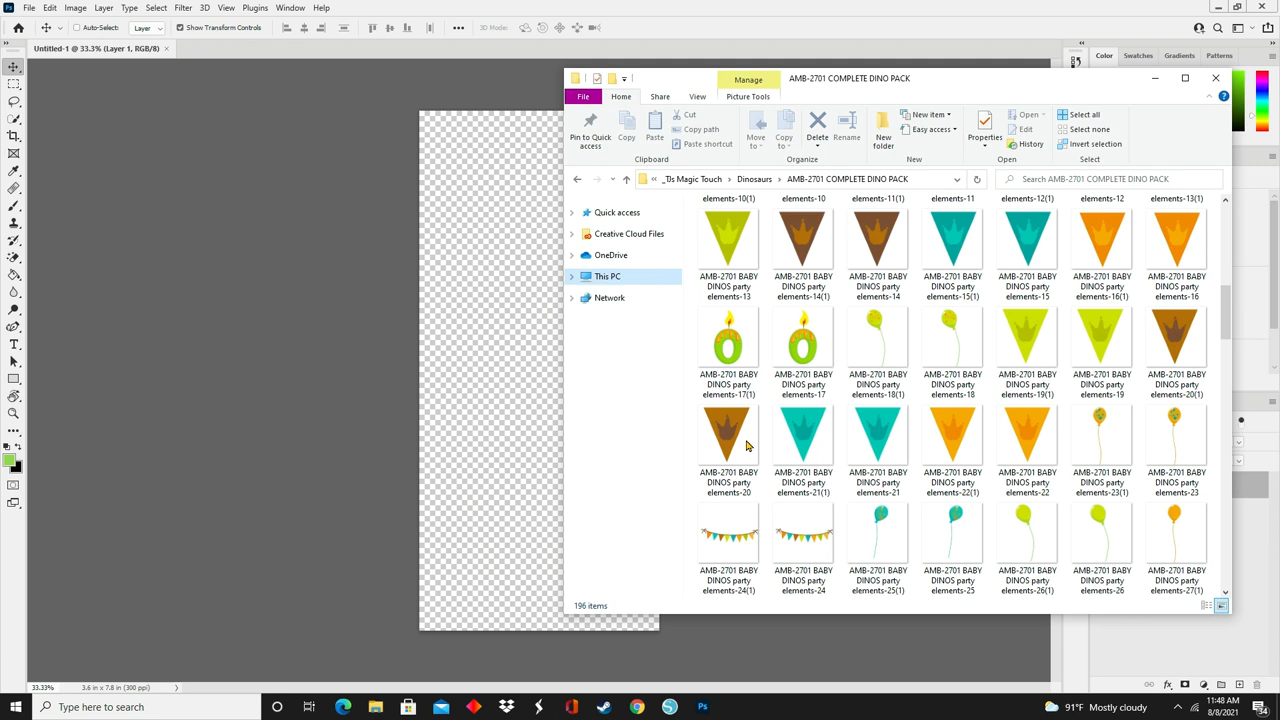 Ps File Edit Image Layer Type Select Filter 3D View Plugins Window Help
Auto-Select: Layer Show Transform Controls 3D Mode:
Untitled-1 @ 33.3% (Layer 1, RGB/8) ×
Color Swatches Gradients Patterns
Manage AMB-2701 COMPLETE DINO PACK
File Home Share View Picture Tools
Pin to Quick access
Copy
Paste
Cut
Copy path
Paste shortcut
Move to
Copy to
Delete
Rename
New folder
New item
Easy access
Properties
Open
Edit
History
Select all
Select none
Invert selection
Clipboard Organize New Open Select
« _TJs Magic Touch › Dinosaurs › AMB-2701 COMPLETE DINO PACK
Search AMB-2701 COMPLETE DINO PACK
Quick access
Creative Cloud Files
OneDrive
This PC
Network
elements-10(1) elements-10 elements-11(1) elements-11 elements-12(1) elements-12 elements-13(1)
AMB-2701 BABY AMB-2701 BABY AMB-2701 BABY AMB-2701 BABY AMB-2701 BABY AMB-2701 BABY AMB-2701 BABY
DINOS party DINOS party DINOS party DINOS party DINOS party DINOS party DINOS party
elements-13 elements-14(1) elements-14 elements-15(1) elements-15 elements-16(1) elements-16
AMB-2701 BABY AMB-2701 BABY AMB-2701 BABY AMB-2701 BABY AMB-2701 BABY AMB-2701 BABY AMB-2701 BABY
DINOS party DINOS party DINOS party DINOS party DINOS party DINOS party DINOS party
elements-17(1) elements-17 elements-18(1) elements-18 elements-19(1) elements-19 elements-20(1)
AMB-2701 BABY AMB-2701 BABY AMB-2701 BABY AMB-2701 BABY AMB-2701 BABY AMB-2701 BABY AMB-2701 BABY
DINOS party DINOS party DINOS party DINOS party DINOS party DINOS party DINOS party
elements-20 elements-21(1) elements-21 elements-22(1) elements-22 elements-23(1) elements-23
AMB-2701 BABY AMB-2701 BABY AMB-2701 BABY AMB-2701 BABY AMB-2701 BABY AMB-2701 BABY AMB-2701 BABY
DINOS party DINOS party DINOS party DINOS party DINOS party DINOS party DINOS party
elements-24(1) elements-24 elements-25(1) elements-25 elements-26(1) elements-26 elements-27(1)
196 items
33.33% 3.6 in x 7.8 in (300 ppi)
Type here to search
Ps
91°F Mostly cloudy
11:48 AM
8/8/2021
34